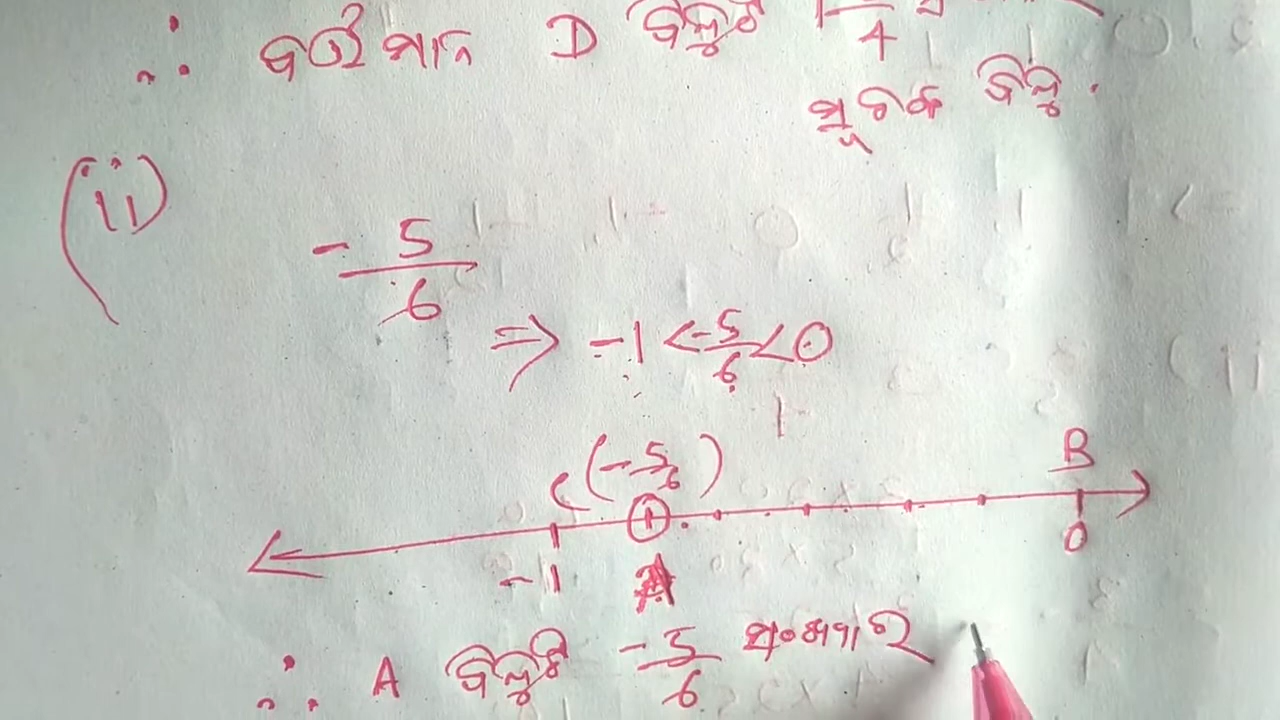 ∴ ବର୍ତ୍ତମାନ D ବିନ୍ଦୁଟି 4
ସୂଚକ ବିନ୍ଦୁ.
(ii)
- 5/6
⇒ -1 < -5/6 < 0
(-5/6) B
-1 A 0
∴ A ବିନ୍ଦୁଟି -5/6 ସଂଖ୍ୟାର